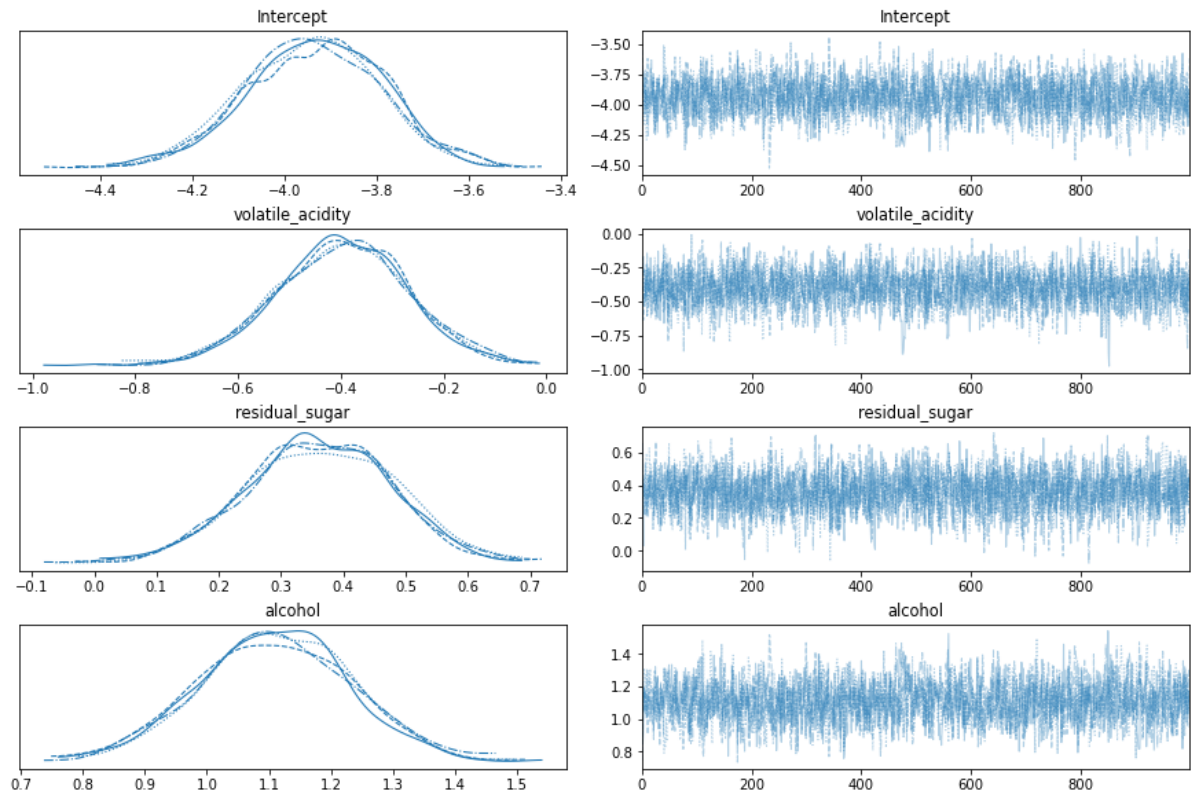 Intercept
−4.4 −4.2 −4.0 −3.8 −3.6 −3.4
Intercept
−3.50
−3.75
−4.00
−4.25
−4.50
0 200 400 600 800
volatile_acidity
−1.0 −0.8 −0.6 −0.4 −0.2 0.0
volatile_acidity
0.00
−0.25
−0.50
−0.75
−1.00
0 200 400 600 800
residual_sugar
−0.1 0.0 0.1 0.2 0.3 0.4 0.5 0.6 0.7
residual_sugar
0.6
0.4
0.2
0.0
0 200 400 600 800
alcohol
0.7 0.8 0.9 1.0 1.1 1.2 1.3 1.4 1.5
alcohol
1.4
1.2
1.0
0.8
0 200 400 600 800